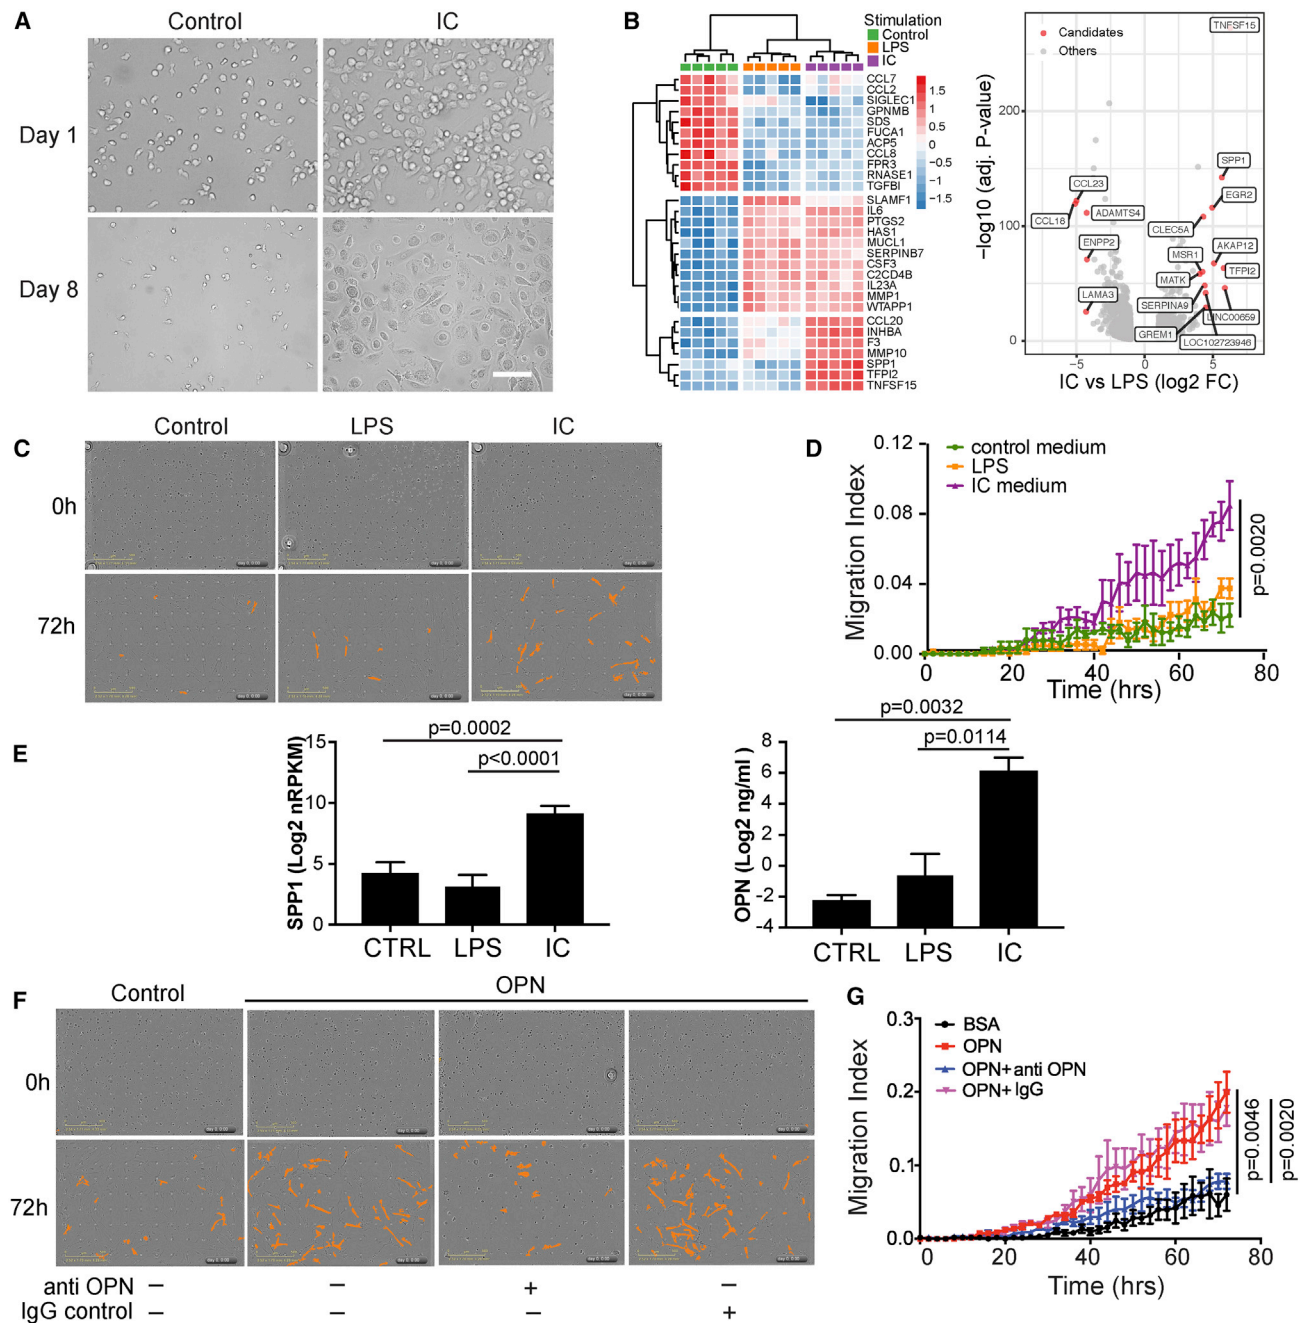 A
Control
IC
Day 1
Day 8
B
Stimulation
Control
LPS
IC
CCL7
CCL2
SIGLEC1
GPNMB
SDS
FUCA1
ACP5
CCL8
FPR3
RNASE1
TGFBI
SLAMF1
IL6
PTGS2
HAS1
MUCL1
SERPINB7
CSF3
C2CD4B
IL23A
MMP1
WTAPP1
CCL20
INHBA
F3
MMP10
SPP1
TFPI2
TNFSF15
1.5
1
0.5
0
−0.5
−1
−1.5
Candidates
Others
TNFSF15
SPP1
EGR2
CLEC5A
CCL23
CCL18
ADAMTS4
ENPP2
LAMA3
MSR1
AKAP12
TFPI2
MATK
SERPINA9
LINC00659
GREM1
LOC102723946
−log10 (adj. P-value)
200
100
0
−5
0
5
IC vs LPS (log2 FC)
C
Control
LPS
IC
0h
72h
D
control medium
LPS
IC medium
Migration Index
0.12
0.08
0.04
0.00
0
20
40
60
80
Time (hrs)
p=0.0020
E
SPP1 (Log2 nRPKM)
15
10
5
0
p=0.0002
p<0.0001
CTRL
LPS
IC
OPN (Log2 ng/ml )
8
6
4
2
0
−2
−4
p=0.0032
p=0.0114
CTRL
LPS
IC
F
Control
OPN
0h
72h
anti OPN
−
−
+
−
IgG control
−
−
−
+
G
BSA
OPN
OPN+anti OPN
OPN+IgG
Migration Index
0.3
0.2
0.1
0.0
0
20
40
60
80
Time (hrs)
p=0.0046
p=0.0020